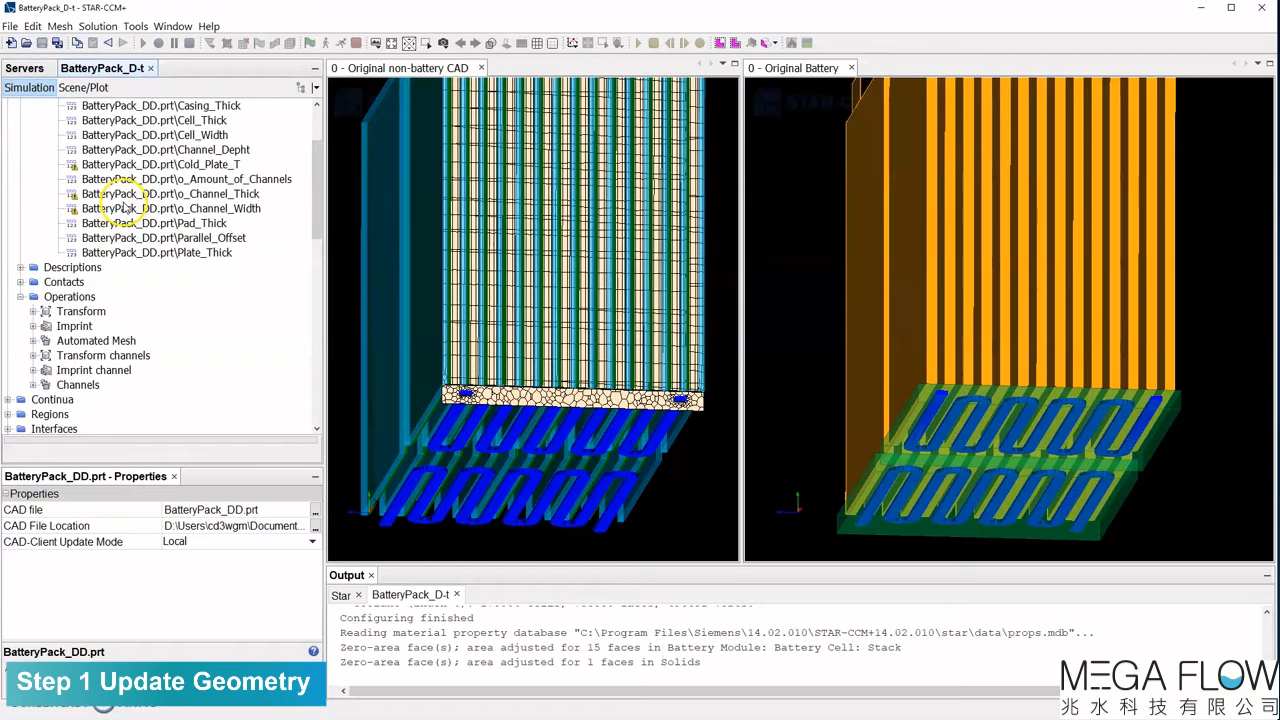 BatteryPack_D-t - STAR-CCM+
File Edit Mesh Solution Tools Window Help
Servers BatteryPack_D-t ×
Simulation Scene/Plot
BatteryPack_DD.prt\Casing_Thick
BatteryPack_DD.prt\Cell_Thick
BatteryPack_DD.prt\Cell_Width
BatteryPack_DD.prt\Channel_Depht
BatteryPack_DD.prt\Cold_Plate_T
BatteryPack_DD.prt\o_Amount_of_Channels
BatteryPack_DD.prt\o_Channel_Thick
BatteryPack_DD.prt\o_Channel_Width
BatteryPack_DD.prt\Pad_Thick
BatteryPack_DD.prt\Parallel_Offset
BatteryPack_DD.prt\Plate_Thick
Descriptions
Contacts
Operations
Transform
Imprint
Automated Mesh
Transform channels
Imprint channel
Channels
Continua
Regions
Interfaces
BatteryPack_DD.prt - Properties ×
Properties
CAD file BatteryPack_DD.prt ...
CAD File Location D:\Users\cd3wgm\Document... ...
CAD-Client Update Mode Local
BatteryPack_DD.prt
Step 1 Update Geometry
0 - Original non-battery CAD ×
0 - Original Battery ×
Output ×
Star × BatteryPack_D-t ×
Configuring finished
Reading material property database "C:\Program Files\Siemens\14.02.010\STAR-CCM+14.02.010\star\data\props.mdb"...
Zero-area face(s); area adjusted for 15 faces in Battery Module: Battery Cell: Stack
Zero-area face(s); area adjusted for 1 faces in Solids
MEGA FLOW
兆水科技有限公司